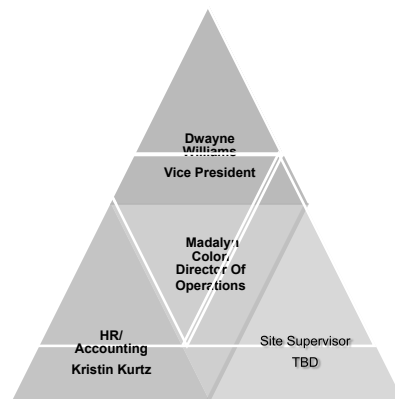 Dwayne
Williams
Vice President
Madalyn
Colon
Director Of
Operations
HR/
Accounting
Kristin Kurtz
Site Supervisor
TBD